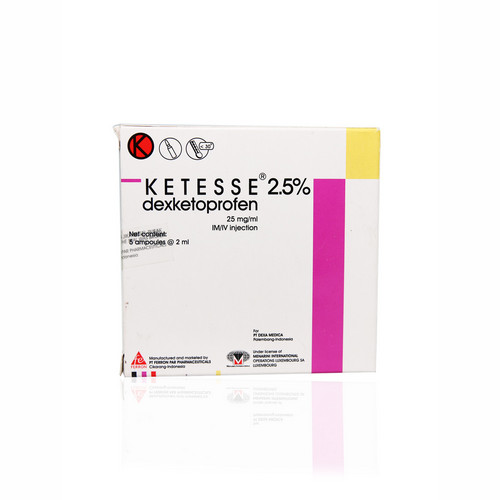 K
≤ 30°
KETESSE® 2.5%
dexketoprofen
25 mg/ml
IM/IV injection
Net content:
5 ampoules @ 2 ml
For
PT DEXA MEDICA
Palembang-Indonesia
FERRON
Manufactured and marketed by
PT FERRON PAR PHARMACEUTICALS
Cikarang-Indonesia
Under license of
MENARINI INTERNATIONAL
OPERATIONS LUXEMBOURG SA
LUXEMBOURG